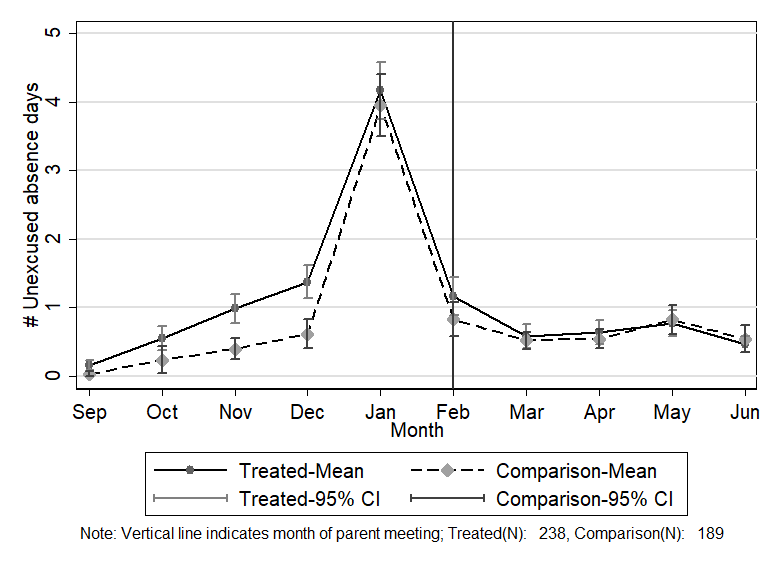 # Unexcused absence days
5
4
3
2
1
0
Sep Oct Nov Dec Jan Feb Mar Apr May Jun
Month
Treated-Mean Comparison-Mean
Treated-95% CI Comparison-95% CI
Note: Vertical line indicates month of parent meeting; Treated(N): 238, Comparison(N): 189